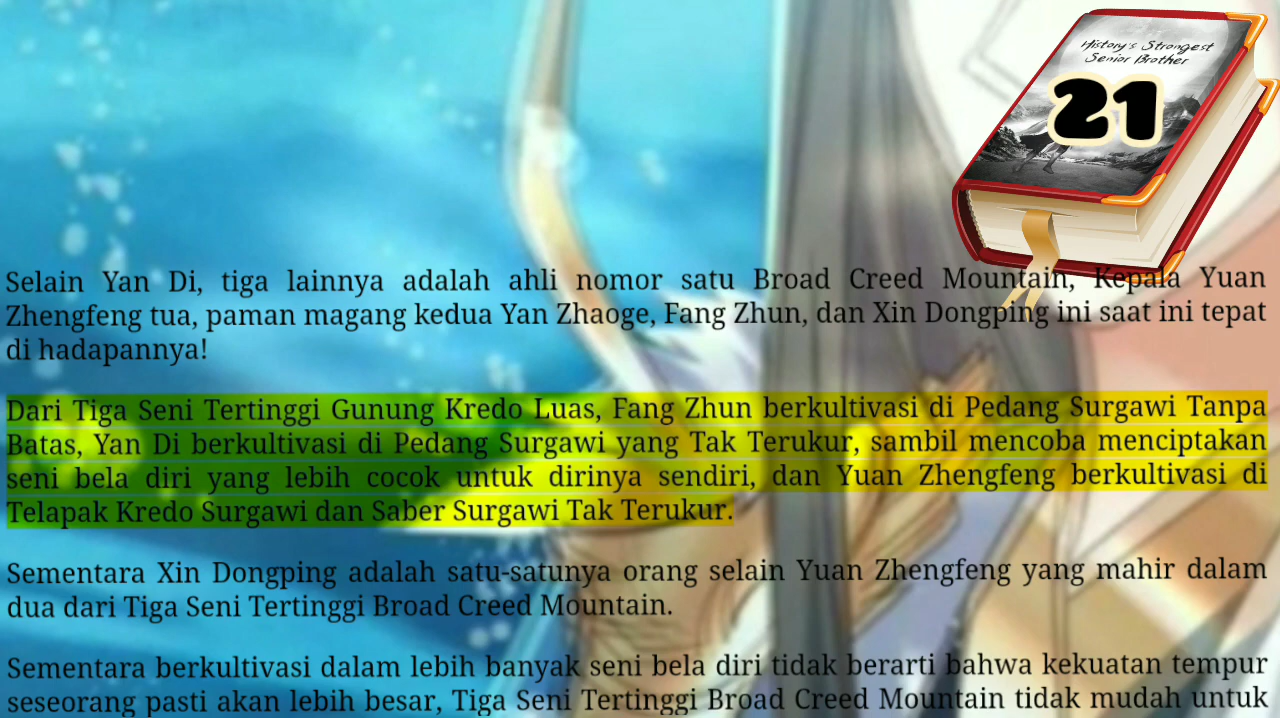 History's Strongest
Senior Brother
21
Selain Yan Di, tiga lainnya adalah ahli nomor satu Broad Creed Mountain, Kepala Yuan
Zhengfeng tua, paman magang kedua Yan Zhaoge, Fang Zhun, dan Xin Dongping ini saat ini tepat
di hadapannya!
Dari Tiga Seni Tertinggi Gunung Kredo Luas, Fang Zhun berkultivasi di Pedang Surgawi Tanpa
Batas, Yan Di berkultivasi di Pedang Surgawi yang Tak Terukur, sambil mencoba menciptakan
seni bela diri yang lebih cocok untuk dirinya sendiri, dan Yuan Zhengfeng berkultivasi di
Telapak Kredo Surgawi dan Saber Surgawi Tak Terukur.
Sementara Xin Dongping adalah satu-satunya orang selain Yuan Zhengfeng yang mahir dalam
dua dari Tiga Seni Tertinggi Broad Creed Mountain.
Sementara berkultivasi dalam lebih banyak seni bela diri tidak berarti bahwa kekuatan tempur
seseorang pasti akan lebih besar, Tiga Seni Tertinggi Broad Creed Mountain tidak mudah untuk